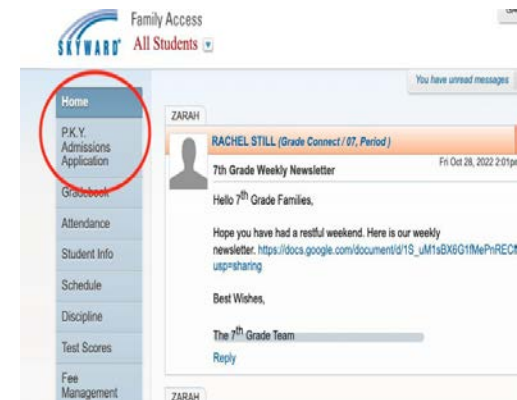 Family Access
SKYWARD®
All Students
You have unread messages
Home
P.K.Y.
Admissions
Application
Gradebook
Attendance
Student Info
Schedule
Discipline
Test Scores
Fee
Management
ZARAH
RACHEL STILL (Grade Connect / 07, Period )
7th Grade Weekly Newsletter
Fri Oct 28, 2022 2:01p
Hello 7th Grade Families,
Hope you have had a restful weekend. Here is our weekly
newsletter. https://docs.google.com/document/d/1S_uM1sBX6G1fMePnREC
usp=sharing
Best Wishes,
The 7th Grade Team
Reply
ZARAH